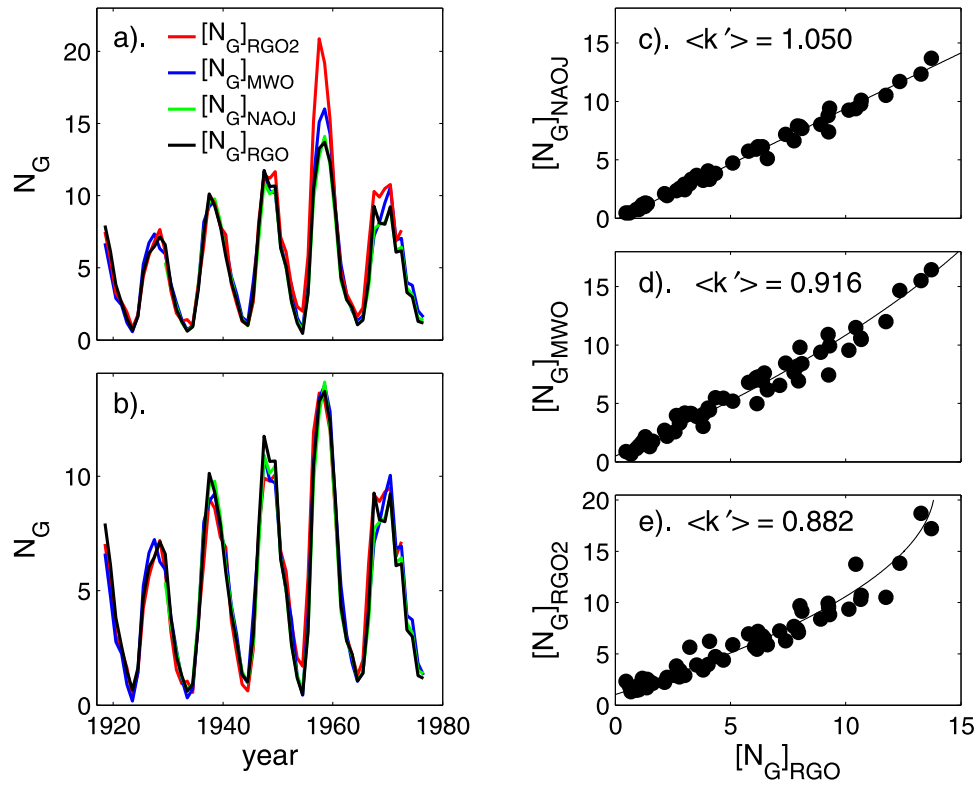 a).
[N_G]_RGO2
[N_G]_MWO
[N_G]_NAOJ
[N_G]_RGO
20
15
10
5
0
N_G
b).
10
5
0
N_G
1920 1940 1960 1980
year
c). <k′> = 1.050
15
10
5
0
[N_G]_NAOJ
d). <k′> = 0.916
15
10
5
0
[N_G]_MWO
e). <k′> = 0.882
20
15
10
5
0
[N_G]_RGO2
0 5 10 15
[N_G]_RGO